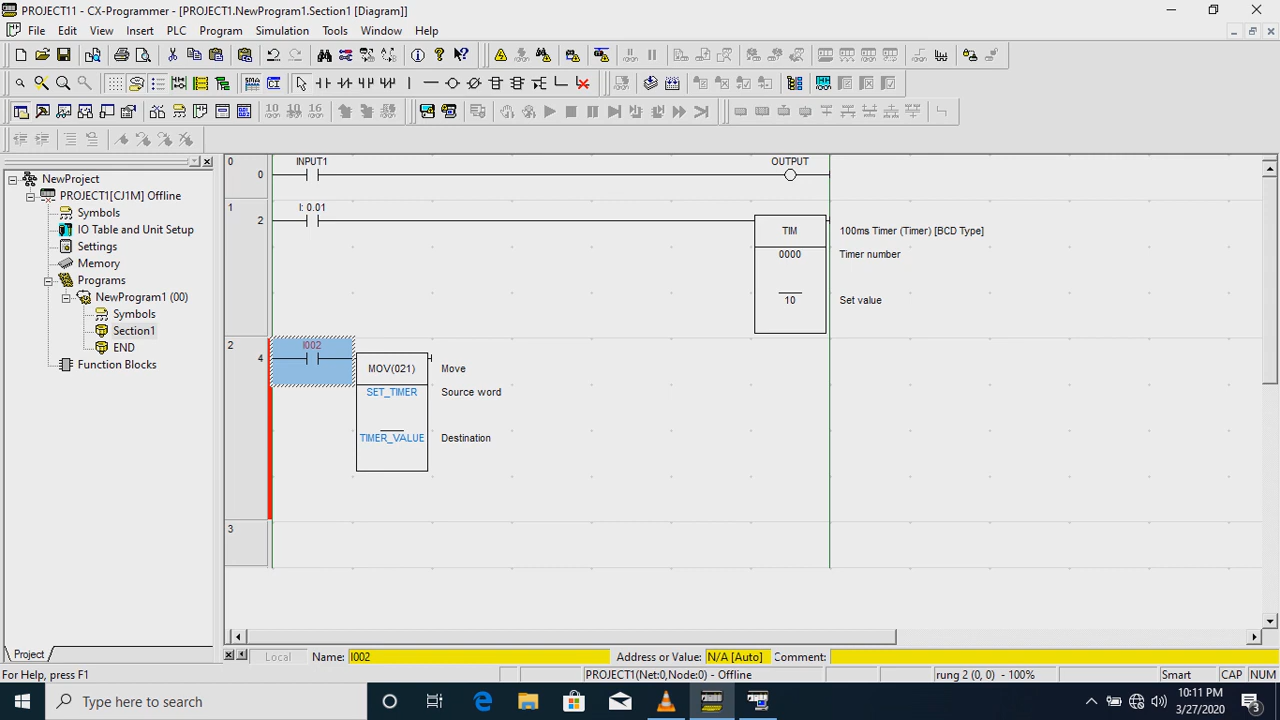 PROJECT11 - CX-Programmer - [PROJECT1.NewProgram1.Section1 [Diagram]]
File Edit View Insert PLC Program Simulation Tools Window Help
10 10 16
NewProject
PROJECT1[CJ1M] Offline
Symbols
IO Table and Unit Setup
Settings
Memory
Programs
NewProgram1 (00)
Symbols
Section1
END
Function Blocks
Project
0
0
INPUT1
OUTPUT
1
2
I: 0.01
TIM
100ms Timer (Timer) [BCD Type]
0000
Timer number
10
Set value
2
4
I002
MOV(021)
Move
SET_TIMER
Source word
TIMER_VALUE
Destination
3
Local Name: I002 Address or Value: N/A [Auto] Comment:
For Help, press F1 PROJECT1(Net:0,Node:0) - Offline rung 2 (0, 0) - 100% Smart CAP NUM
Type here to search
10:11 PM
3/27/2020
3